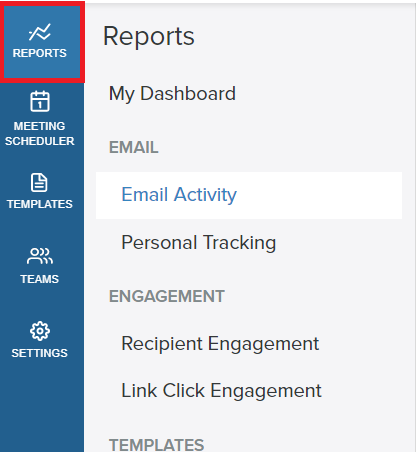 REPORTS
MEETING
SCHEDULER
TEMPLATES
TEAMS
SETTINGS
Reports
My Dashboard
EMAIL
Email Activity
Personal Tracking
ENGAGEMENT
Recipient Engagement
Link Click Engagement
TEMPLATES